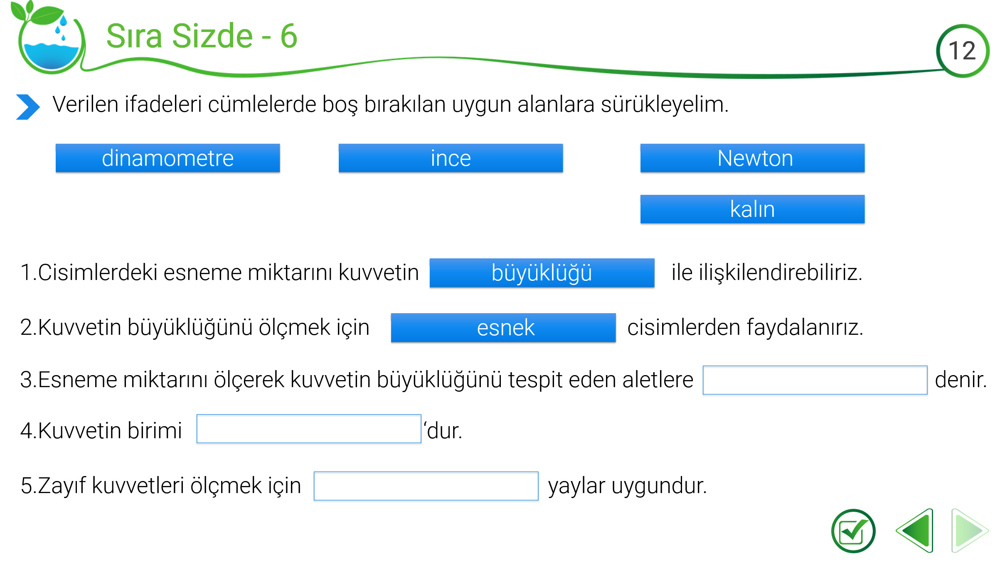 Sıra Sizde - 6
12
Verilen ifadeleri cümlelerde boş bırakılan uygun alanlara sürükleyelim.
dinamometre ince Newton
kalın
1.Cisimlerdeki esneme miktarını kuvvetin büyüklüğü ile ilişkilendirebiliriz.
2.Kuvvetin büyüklüğünü ölçmek için esnek cisimlerden faydalanırız.
3.Esneme miktarını ölçerek kuvvetin büyüklüğünü tespit eden aletlere denir.
4.Kuvvetin birimi ‘dur.
5.Zayıf kuvvetleri ölçmek için yaylar uygundur.